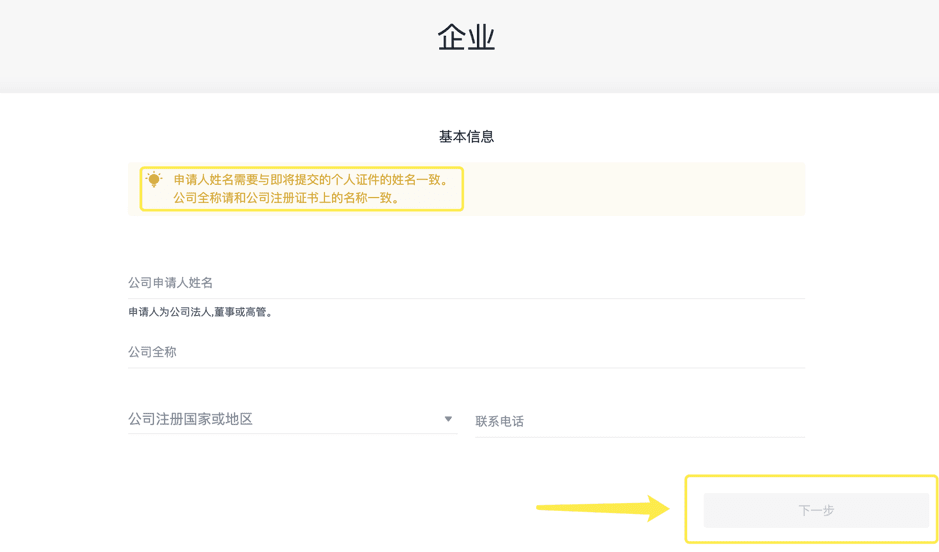 企业
基本信息
申请人姓名需要与即将提交的个人证件的姓名一致。
公司全称请和公司注册证书上的名称一致。
公司申请人姓名
申请人为公司法人,董事或高管。
公司全称
公司注册国家或地区
联系电话
下一步